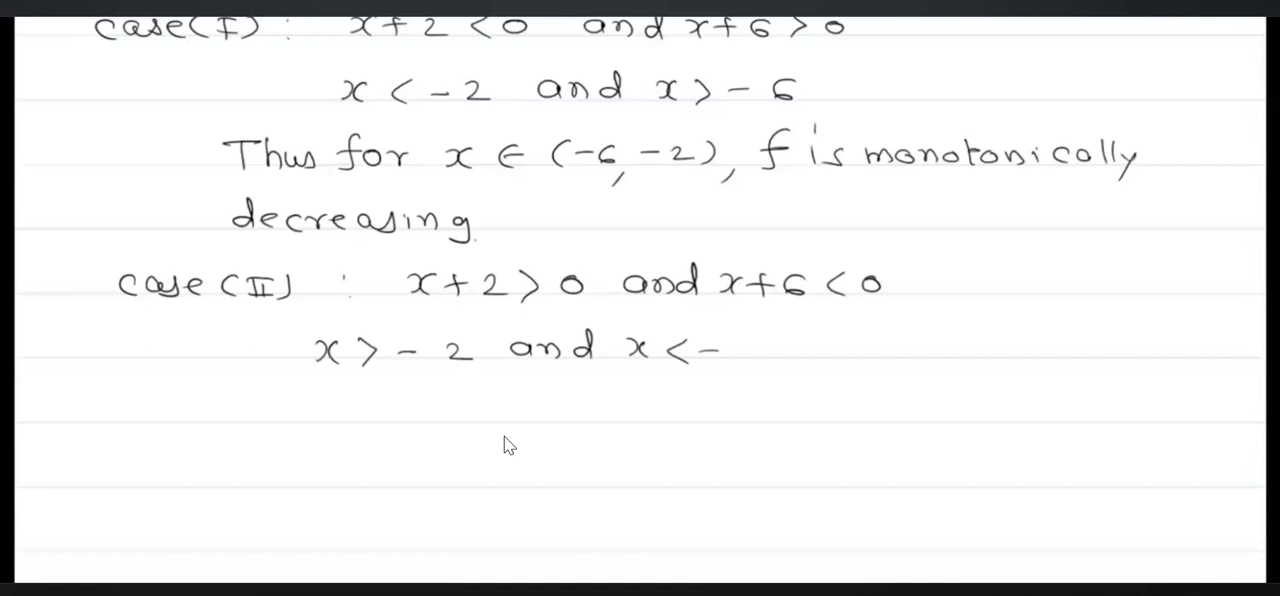 case(I) : x+2 <0 and x+6 > 0
x < -2 and x > -6
Thus for x ∈ (-6, -2), f is monotonically
decreasing.
case (II) : x+2 > 0 and x+6 < 0
x > -2 and x < -